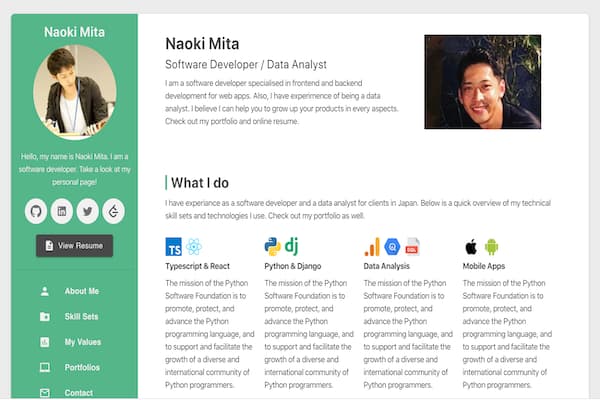 Naoki Mita
Hello, my name is Naoki Mita. I am a
software developer. Take a look at my
personal page!
View Resume
About Me
Skill Sets
My Values
Portfolios
Contact
Naoki Mita
Software Developer / Data Analyst
I am a software developer specialised in frontend and backend
development for web apps. Also, I have experimence of being a data
analyst. I believe I can help you to grow up your products in every aspects.
Check out my portfolio and online resume.
What I do
I have experiance as a software developer and a data analyst for clients in Japan. Below is a quick overview of my technical
skill sets and technologies I use. Check out my portfolio as well.
TS
Typescript & React
The mission of the Python
Software Foundation is to
promote, protect, and
advance the Python
programming language, and
to support and facilitate the
growth of a diverse and
international community of
Python programmers.
dj
Python & Django
The mission of the Python
Software Foundation is to
promote, protect, and
advance the Python
programming language, and
to support and facilitate the
growth of a diverse and
international community of
Python programmers.
SQL
Data Analysis
The mission of the Python
Software Foundation is to
promote, protect, and
advance the Python
programming language, and
to support and facilitate the
growth of a diverse and
international community of
Python programmers.
Mobile Apps
The mission of the Python
Software Foundation is to
promote, protect, and
advance the Python
programming language, and
to support and facilitate the
growth of a diverse and
international community of
Python programmers.